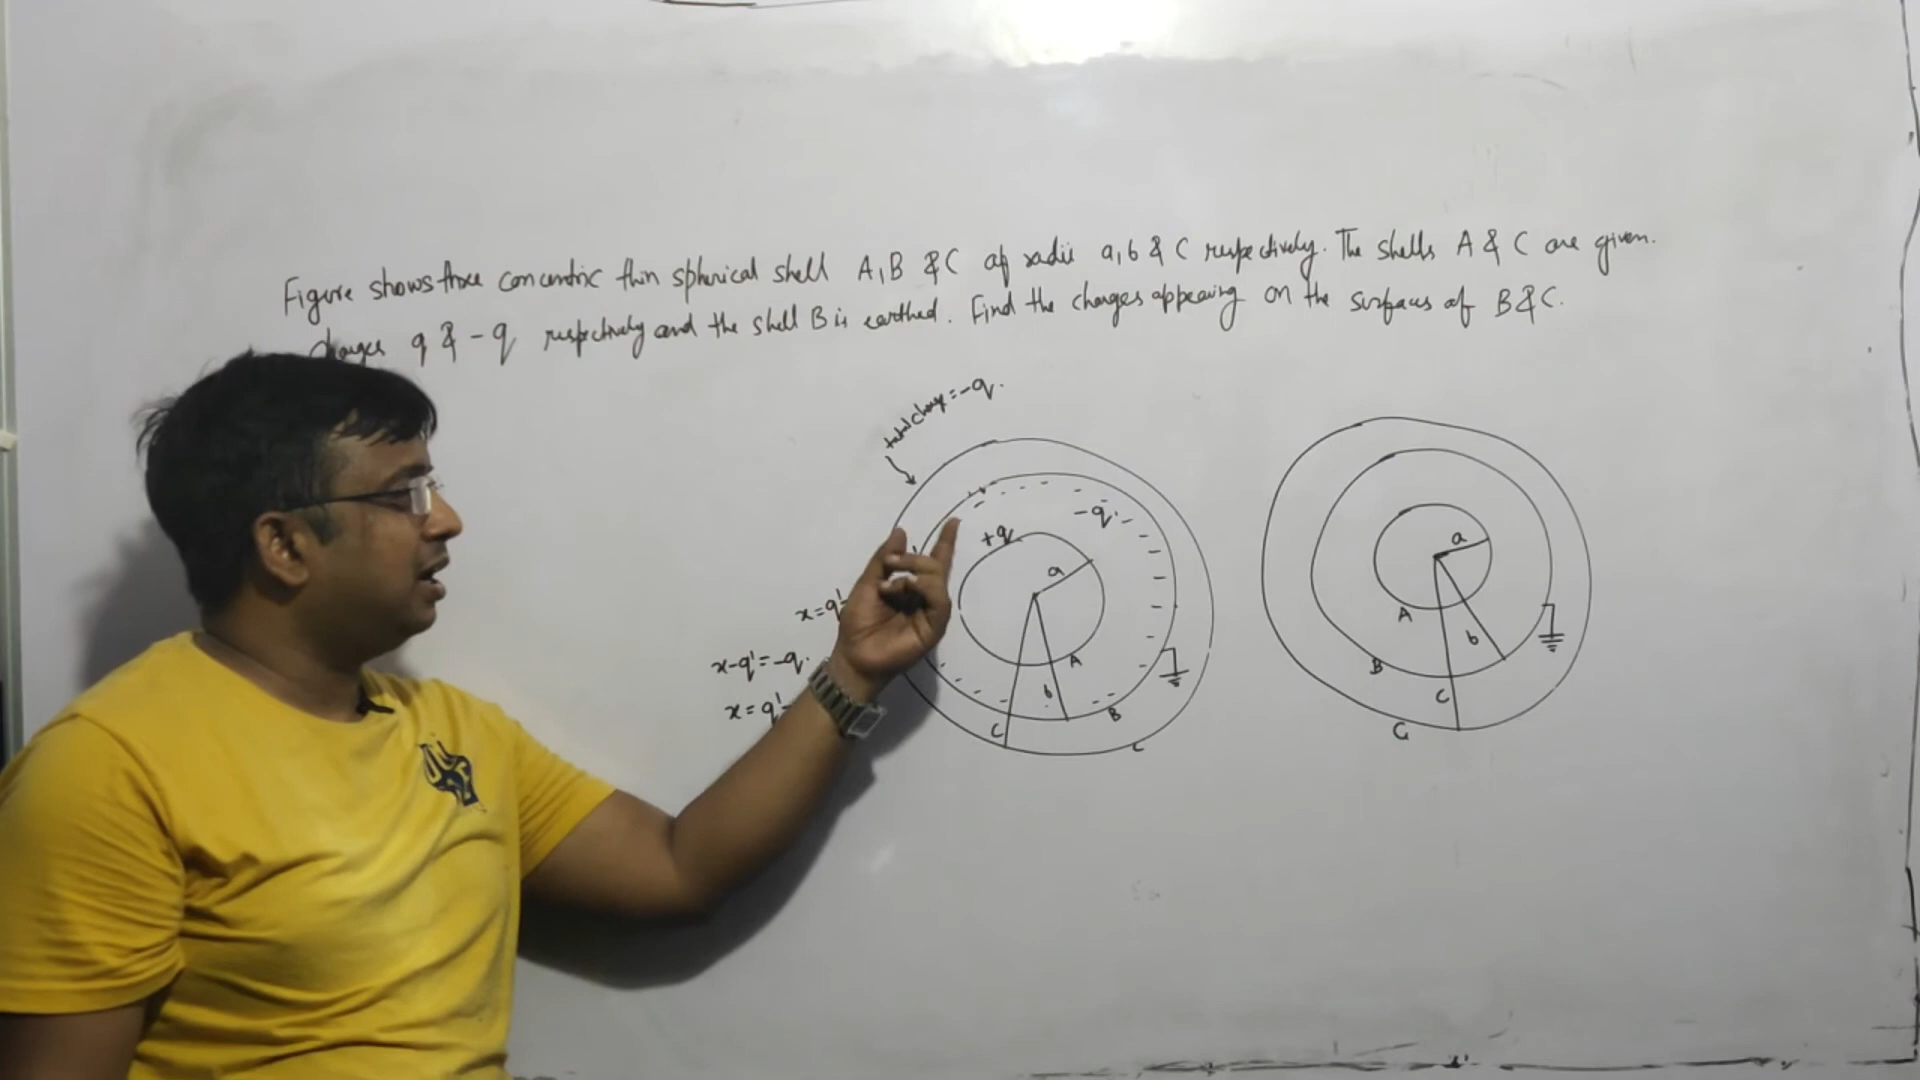 Figure shows three concentric thin spherical shell A, B & C of radii a, b & C respectively. The shells A & C are given.
charges q & -q respectively and the shell B is earthed. Find the charges appearing on the surfaces of B & C.
total charge = -q.
+q
-q'
a
x=q'
x-q'=-q.
x=q'
A
b
B
C
C
a
A
b
B
C
C